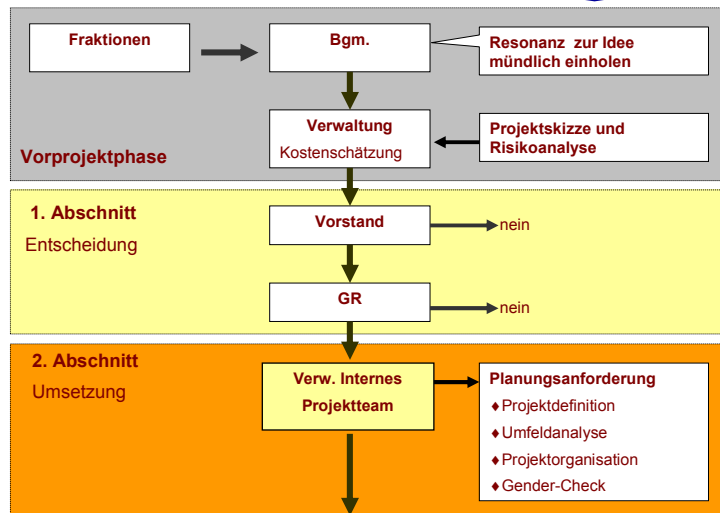 Fraktionen
Bgm.
Resonanz zur Idee
mündlich einholen
Verwaltung
Kostenschätzung
Projektskizze und
Risikoanalyse
Vorprojektphase
1. Abschnitt
Entscheidung
Vorstand
nein
GR
nein
2. Abschnitt
Umsetzung
Verw. Internes
Projektteam
Planungsanforderung
♦Projektdefinition
♦Umfeldanalyse
♦Projektorganisation
♦Gender-Check